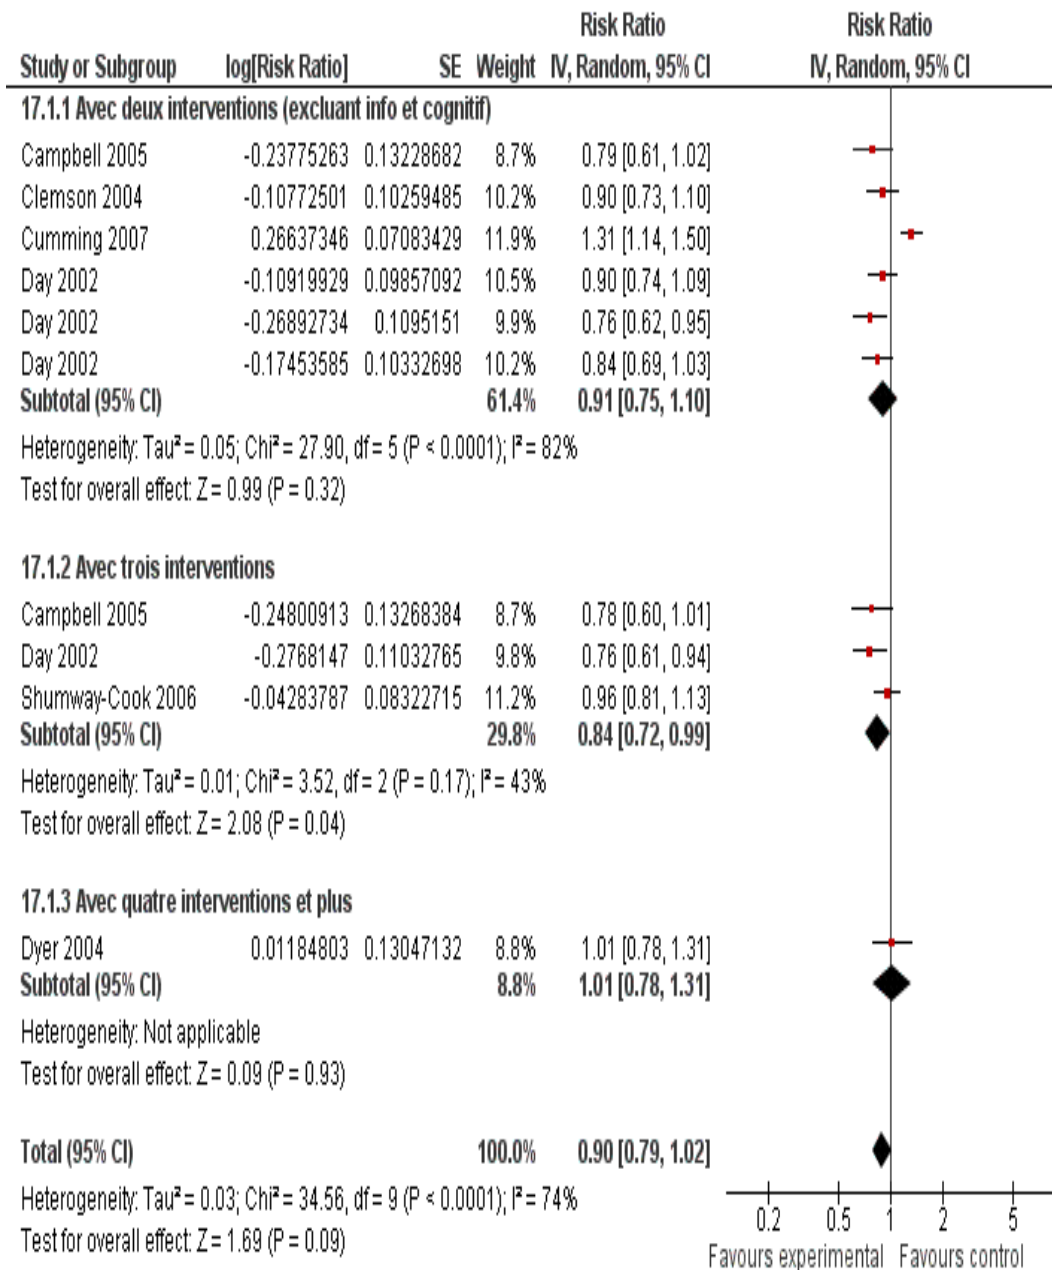 Risk Ratio Risk Ratio
Study or Subgroup log[Risk Ratio] SE Weight IV, Random, 95% CI IV, Random, 95% CI
17.1.1 Avec deux interventions (excluant info et cognitif)
Campbell 2005 -0.23775263 0.13228682 8.7% 0.79 [0.61, 1.02]
Clemson 2004 -0.10772501 0.10259485 10.2% 0.90 [0.73, 1.10]
Cumming 2007 0.26637346 0.07083429 11.9% 1.31 [1.14, 1.50]
Day 2002 -0.10919929 0.09857092 10.5% 0.90 [0.74, 1.09]
Day 2002 -0.26892734 0.1095151 9.9% 0.76 [0.62, 0.95]
Day 2002 -0.17453585 0.10332698 10.2% 0.84 [0.69, 1.03]
Subtotal (95% CI) 61.4% 0.91 [0.75, 1.10]
Heterogeneity: Tau² = 0.05; Chi² = 27.90, df = 5 (P < 0.0001); I² = 82%
Test for overall effect: Z = 0.99 (P = 0.32)
17.1.2 Avec trois interventions
Campbell 2005 -0.24800913 0.13268384 8.7% 0.78 [0.60, 1.01]
Day 2002 -0.2768147 0.11032765 9.8% 0.76 [0.61, 0.94]
Shumway-Cook 2006 -0.04283787 0.08322715 11.2% 0.96 [0.81, 1.13]
Subtotal (95% CI) 29.8% 0.84 [0.72, 0.99]
Heterogeneity: Tau² = 0.01; Chi² = 3.52, df = 2 (P = 0.17); I² = 43%
Test for overall effect: Z = 2.08 (P = 0.04)
17.1.3 Avec quatre interventions et plus
Dyer 2004 0.01184803 0.13047132 8.8% 1.01 [0.78, 1.31]
Subtotal (95% CI) 8.8% 1.01 [0.78, 1.31]
Heterogeneity: Not applicable
Test for overall effect: Z = 0.09 (P = 0.93)
Total (95% CI) 100.0% 0.90 [0.79, 1.02]
Heterogeneity: Tau² = 0.03; Chi² = 34.56, df = 9 (P < 0.0001); I² = 74%
Test for overall effect: Z = 1.69 (P = 0.09)
0.2 0.5 1 2 5
Favours experimental Favours control